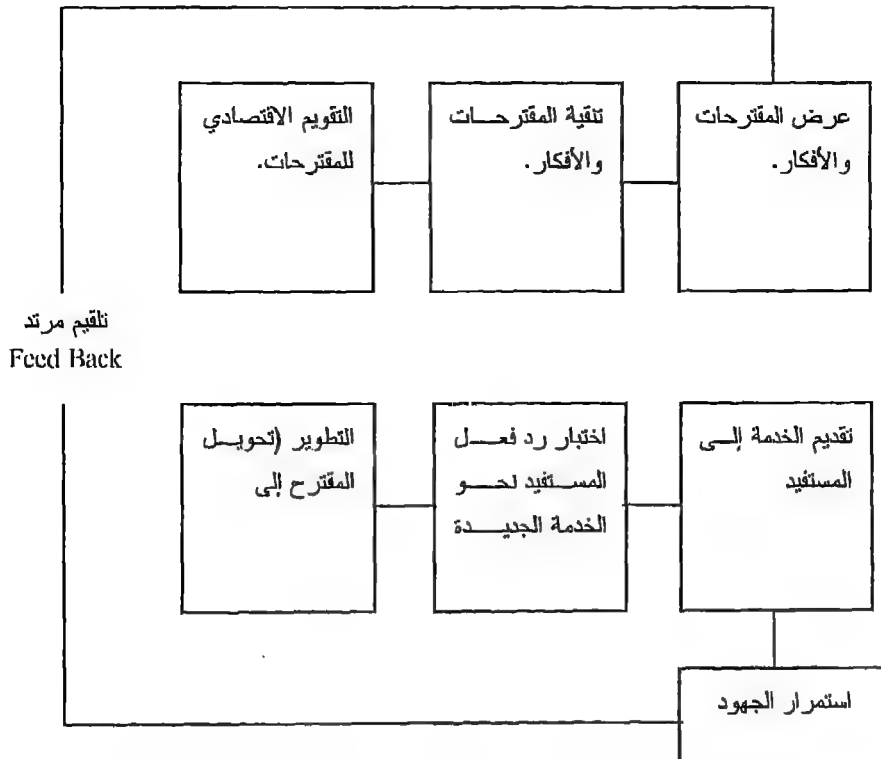 عرض المقترحات
والأفكار.
تنقية المقترحات
والأفكار.
التقويم الاقتصادي
للمقترحات.
تلقيم مرتد
Feed Back
التطوير (تحويل
المقترح إلى
اختبار رد فعل
المستفيد نحو
الخدمة الجديدة
تقديم الخدمة إلى
المستفيد
استمرار الجهود